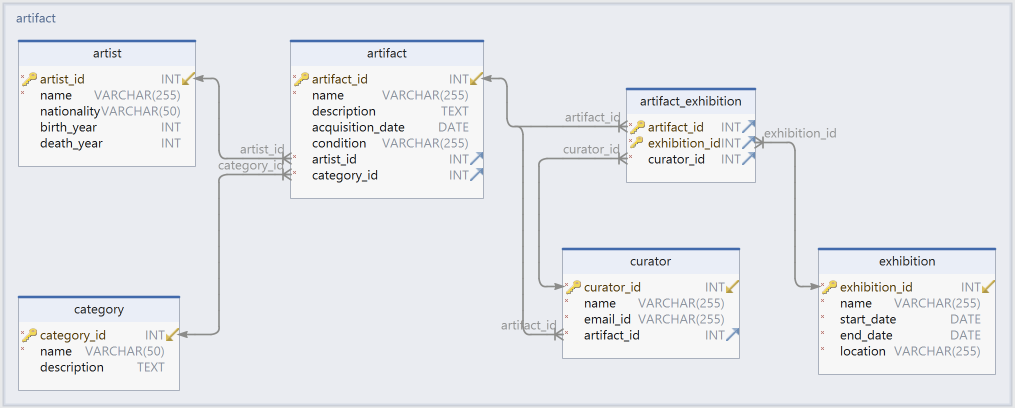 artifact
artist
artist_id INT
name VARCHAR(255)
nationality VARCHAR(50)
birth_year INT
death_year INT
artifact
artifact_id INT
name VARCHAR(255)
description TEXT
acquisition_date DATE
condition VARCHAR(255)
artist_id INT
category_id INT
artist_id
category_id
artifact_exhibition
artifact_id INT
exhibition_id INT
curator_id INT
artifact_id
curator_id
exhibition_id
category
category_id INT
name VARCHAR(50)
description TEXT
curator
curator_id INT
name VARCHAR(255)
email_id VARCHAR(255)
artifact_id INT
artifact_id
exhibition
exhibition_id INT
name VARCHAR(255)
start_date DATE
end_date DATE
location VARCHAR(255)